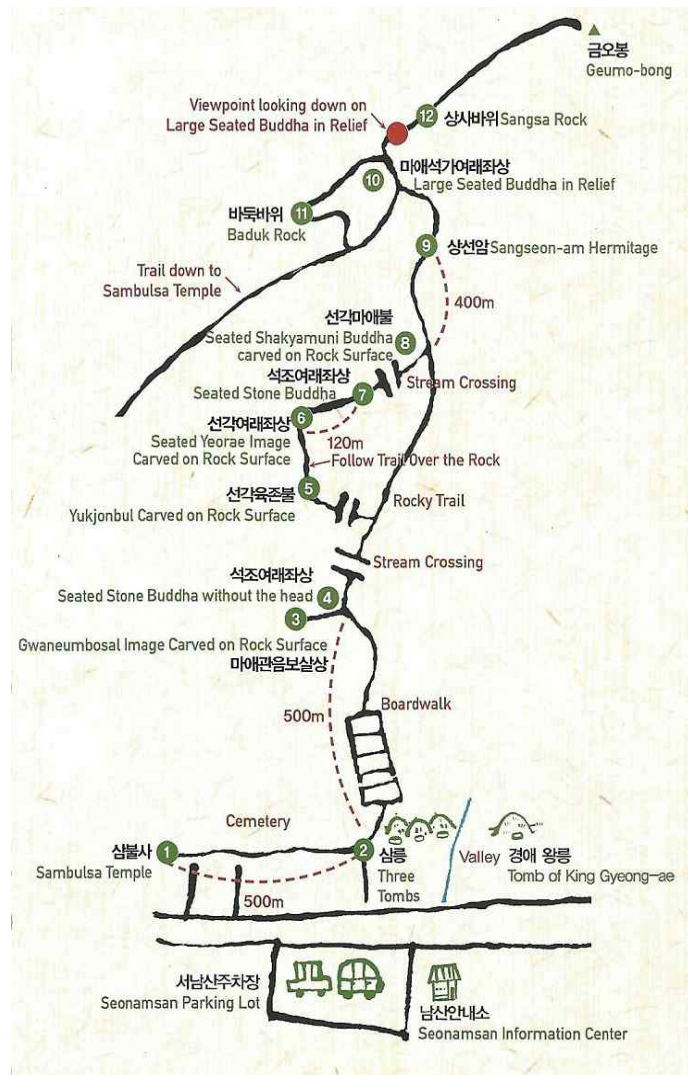 금오봉
Geumo-bong
Viewpoint looking down on
Large Seated Buddha in Relief
12 상사바위 Sangsa Rock
10 마애석가여래좌상
Large Seated Buddha in Relief
11 바둑바위
Baduk Rock
9 상선암 Sangseon-am Hermitage
Trail down to
Sambulsa Temple
400m
선각마애불
8 Seated Shakyamuni Buddha
carved on Rock Surface
석조여래좌상
7 Seated Stone Buddha
Stream Crossing
6 선각여래좌상
Seated Yeorae Image
Carved on Rock Surface
120m
Follow Trail Over the Rock
5 선각육존불
Yukjonbul Carved on Rock Surface
Rocky Trail
Stream Crossing
석조여래좌상
4 Seated Stone Buddha without the head
3
Gwaneumbosal Image Carved on Rock Surface
마애관음보살상
500m
Boardwalk
Cemetery
삼불사 1
Sambulsa Temple
500m
2 삼릉
Three
Tombs
Valley
경애 왕릉
Tomb of King Gyeong-ae
서남산주차장
Seonamsan Parking Lot
남산안내소
Seonamsan Information Center